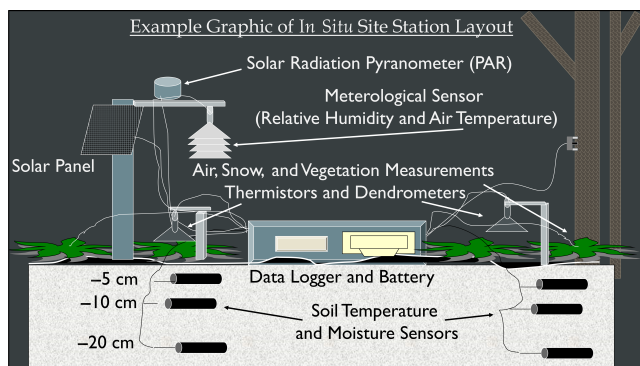 Example Graphic of In Situ Site Station Layout
Solar Radiation Pyranometer (PAR)
Meterological Sensor
(Relative Humidity and Air Temperature)
Solar Panel
Air, Snow, and Vegetation Measurements
Thermistors and Dendrometers
Data Logger and Battery
–5 cm
–10 cm
–20 cm
Soil Temperature
and Moisture Sensors